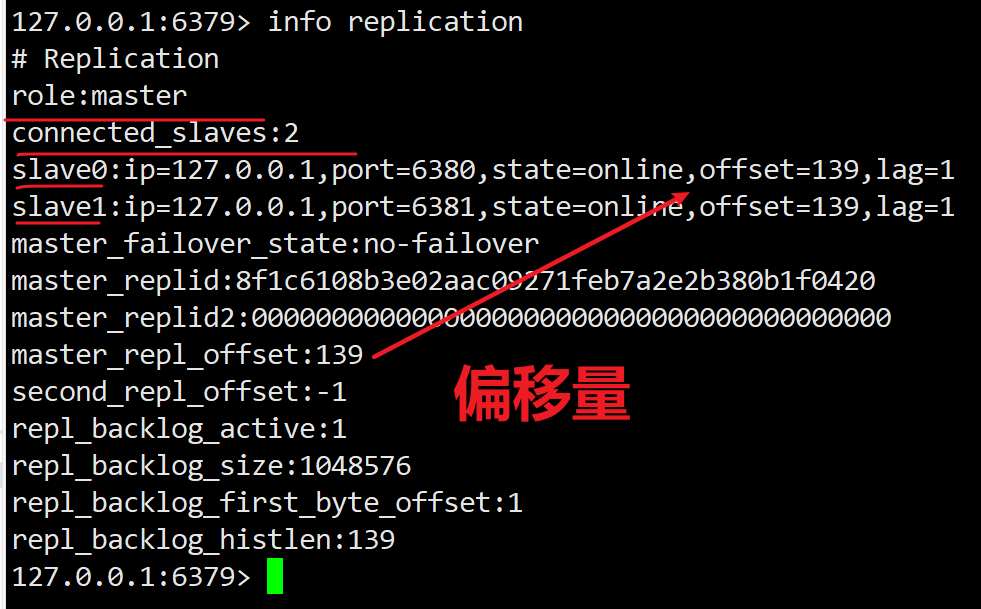 127.0.0.1:6379> info replication
# Replication
role:master
connected_slaves:2
slave0:ip=127.0.0.1,port=6380,state=online,offset=139,lag=1
slave1:ip=127.0.0.1,port=6381,state=online,offset=139,lag=1
master_failover_state:no-failover
master_replid:8f1c6108b3e02aac09271feb7a2e2b380b1f0420
master_replid2:0000000000000000000000000000000000000000
master_repl_offset:139
second_repl_offset:-1
偏移量
repl_backlog_active:1
repl_backlog_size:1048576
repl_backlog_first_byte_offset:1
repl_backlog_histlen:139
127.0.0.1:6379>